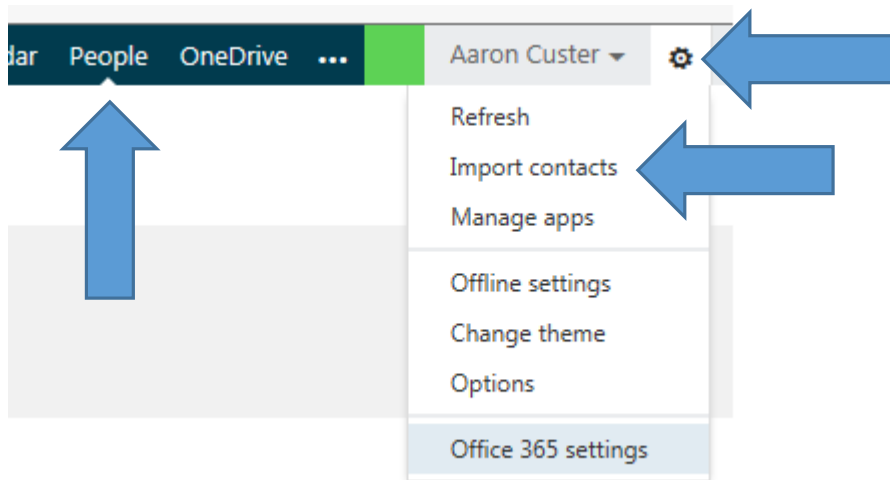 dar People OneDrive ••• Aaron Custer
Refresh
Import contacts
Manage apps
Offline settings
Change theme
Options
Office 365 settings